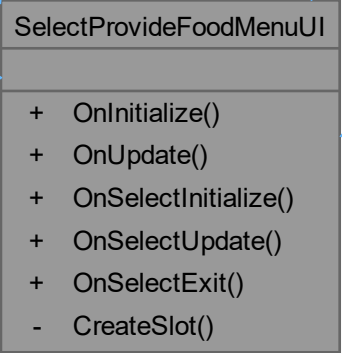 SelectProvideFoodMenuUI
+ OnInitialize()
+ OnUpdate()
+ OnSelectInitialize()
+ OnSelectUpdate()
+ OnSelectExit()
- CreateSlot()